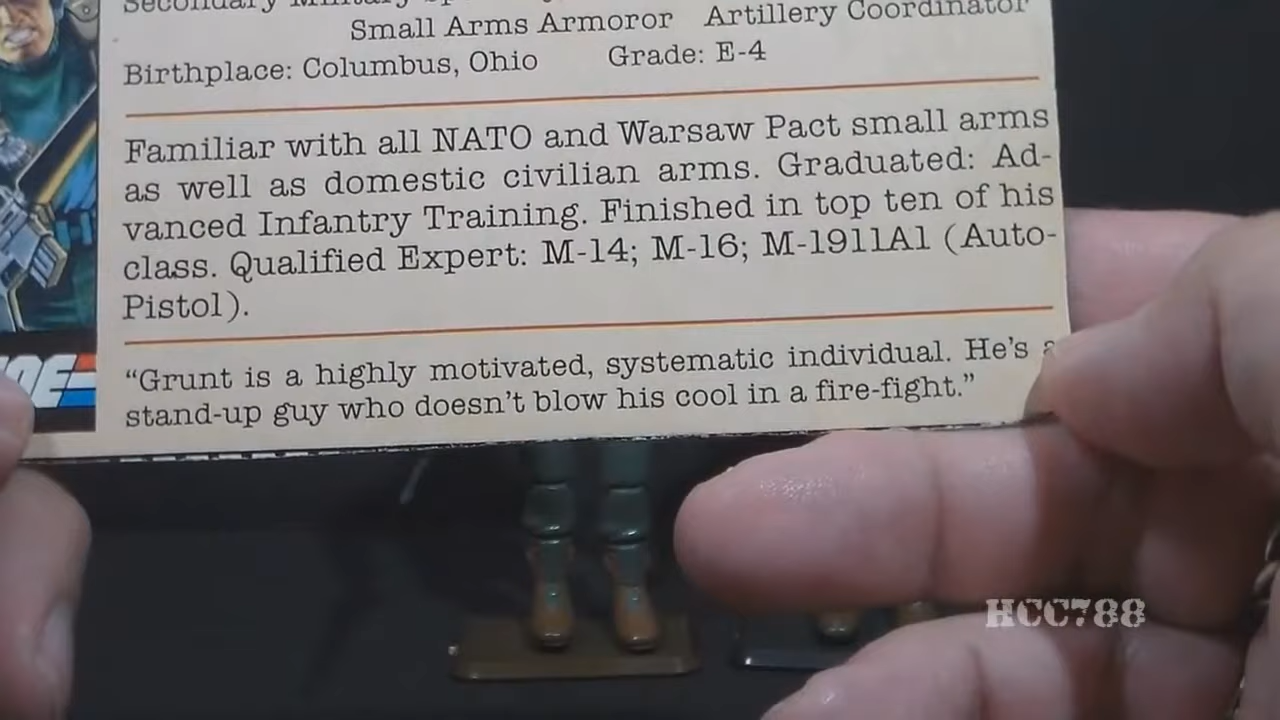 Secondary Military
Small Arms Armoror Artillery Coordinator
Birthplace: Columbus, Ohio Grade: E-4
Familiar with all NATO and Warsaw Pact small arms
as well as domestic civilian arms. Graduated: Ad-
vanced Infantry Training. Finished in top ten of his
class. Qualified Expert: M-14; M-16; M-1911A1 (Auto-
Pistol).
"Grunt is a highly motivated, systematic individual. He's a
stand-up guy who doesn't blow his cool in a fire-fight."
OE
HCC788